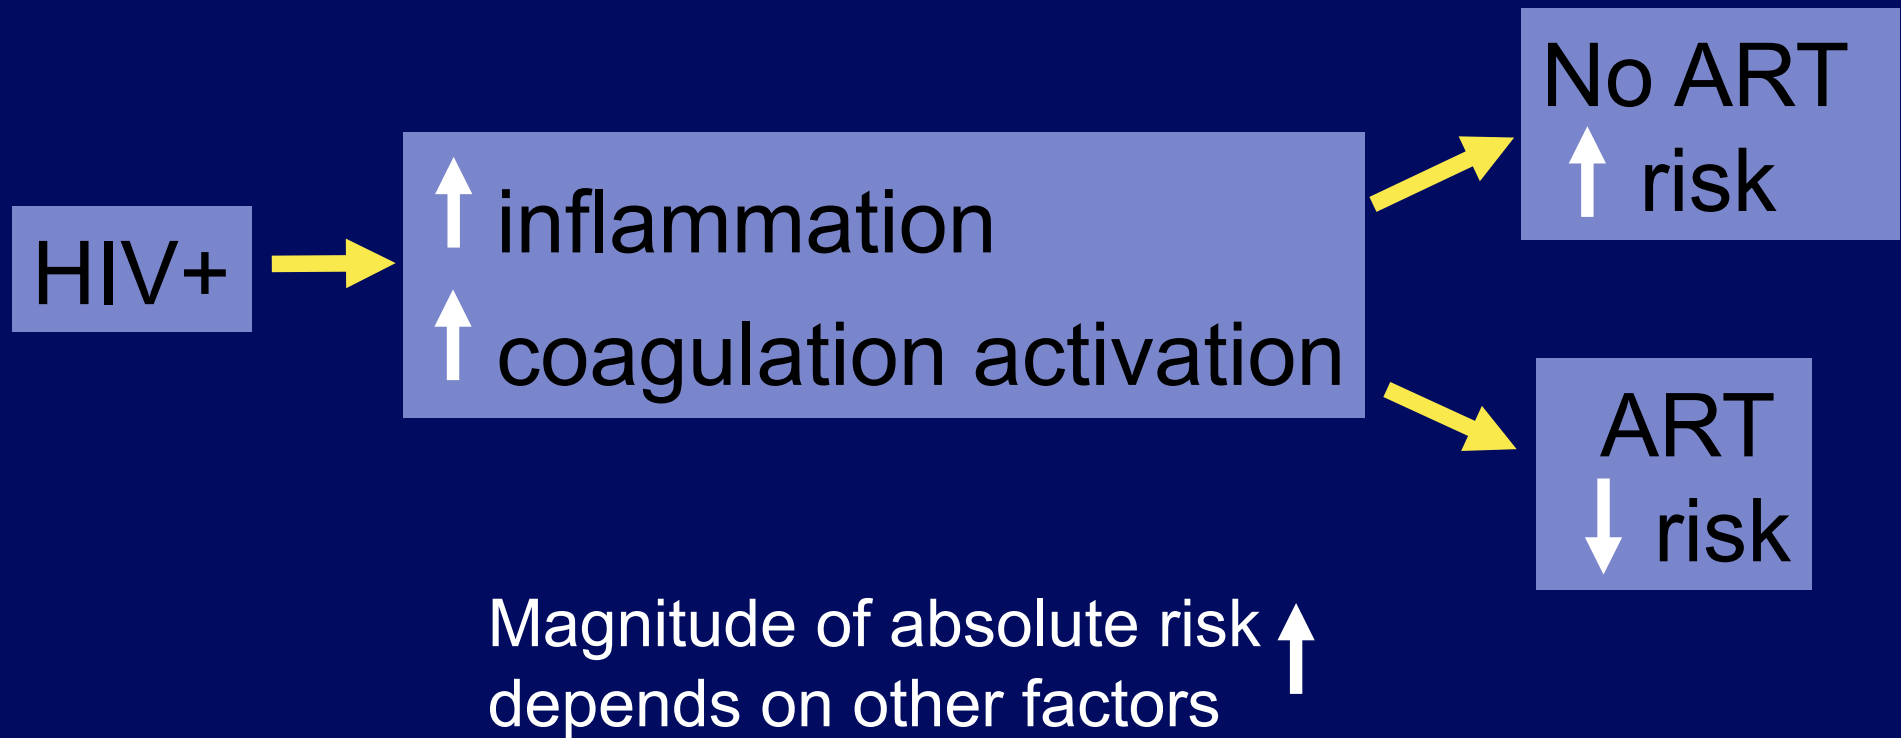 HIV+
inflammation
coagulation activation
No ART
risk
ART
risk
Magnitude of absolute risk
depends on other factors